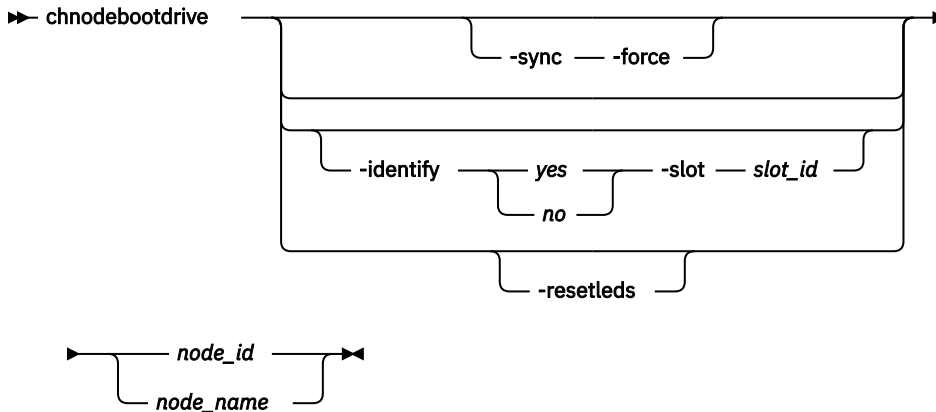 chnodebootdrive
-sync -force
-identify yes -slot slot_id
no
-resetleds
node_id
node_name